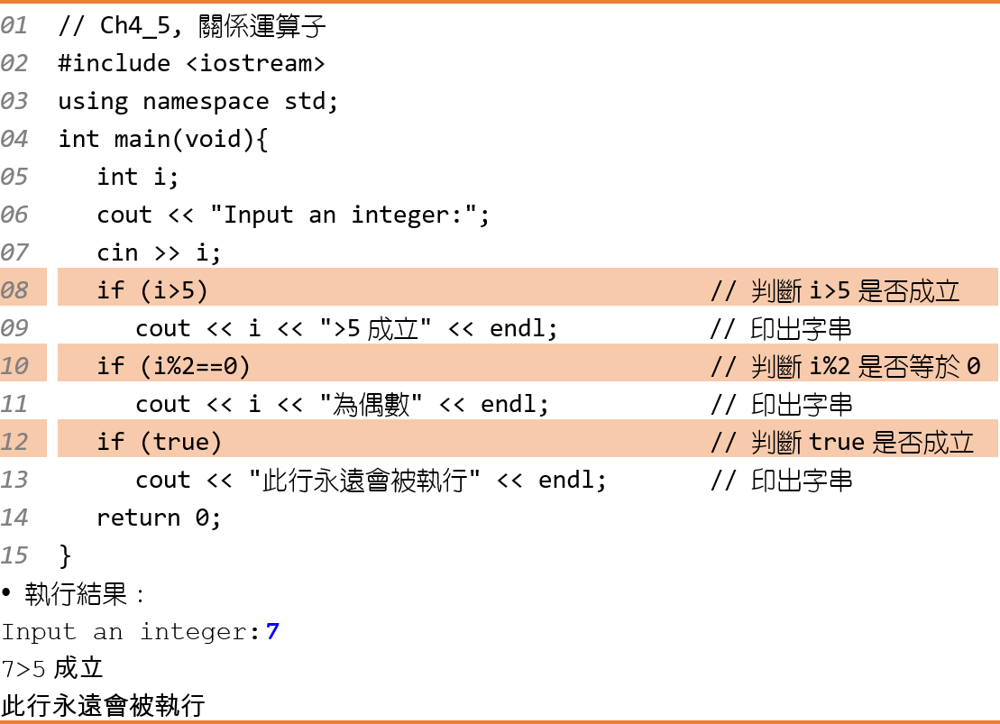 01 // Ch4_5, 關係運算子
02 #include <iostream>
03 using namespace std;
04 int main(void){
05 int i;
06 cout << "Input an integer:";
07 cin >> i;
08 if (i>5) // 判斷 i>5 是否成立
09 cout << i << ">5 成立" << endl; // 印出字串
10 if (i%2==0) // 判斷 i%2 是否等於 0
11 cout << i << "為偶數" << endl; // 印出字串
12 if (true) // 判斷 true 是否成立
13 cout << "此行永遠會被執行" << endl; // 印出字串
14 return 0;
15 }
• 執行結果：
Input an integer:7
7>5 成立
此行永遠會被執行